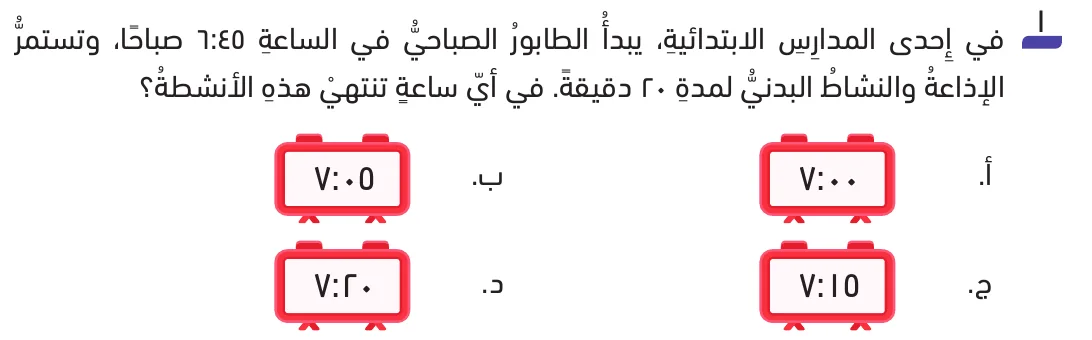 ١
في إحدى المدارسِ الابتدائيةِ، يبدأُ الطابورُ الصباحيُّ في الساعةِ ٦:٤٥ صباحًا، وتستمرُّ
الإذاعةُ والنشاطُ البدنيُّ لمدةِ ٢٠ دقيقةً. في أيِّ ساعةٍ تنتهيْ هذهِ الأنشطةُ؟
أ. ٧:٠٠
ب. ٧:٠٥
ج. ٧:١٥
د. ٧:٢٠